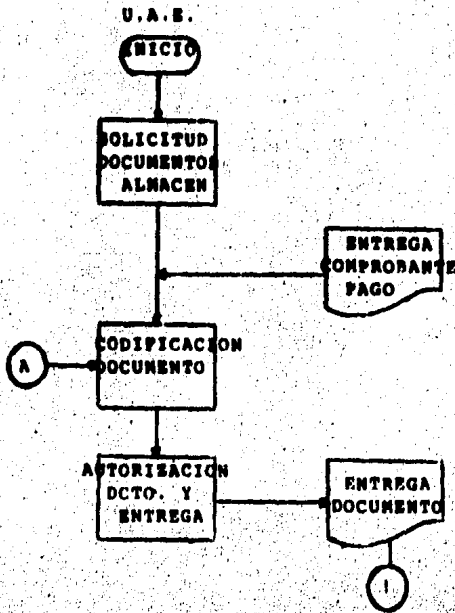 U.A.E.
INICIO
SOLICITUD
DOCUMENTOS
ALMACEN
ENTREGA
COMPROBANTE
PAGO
CODIFICACION
DOCUMENTO
A
AUTORIZACION
DCTO. Y
ENTREGA
ENTREGA
DOCUMENTO
1